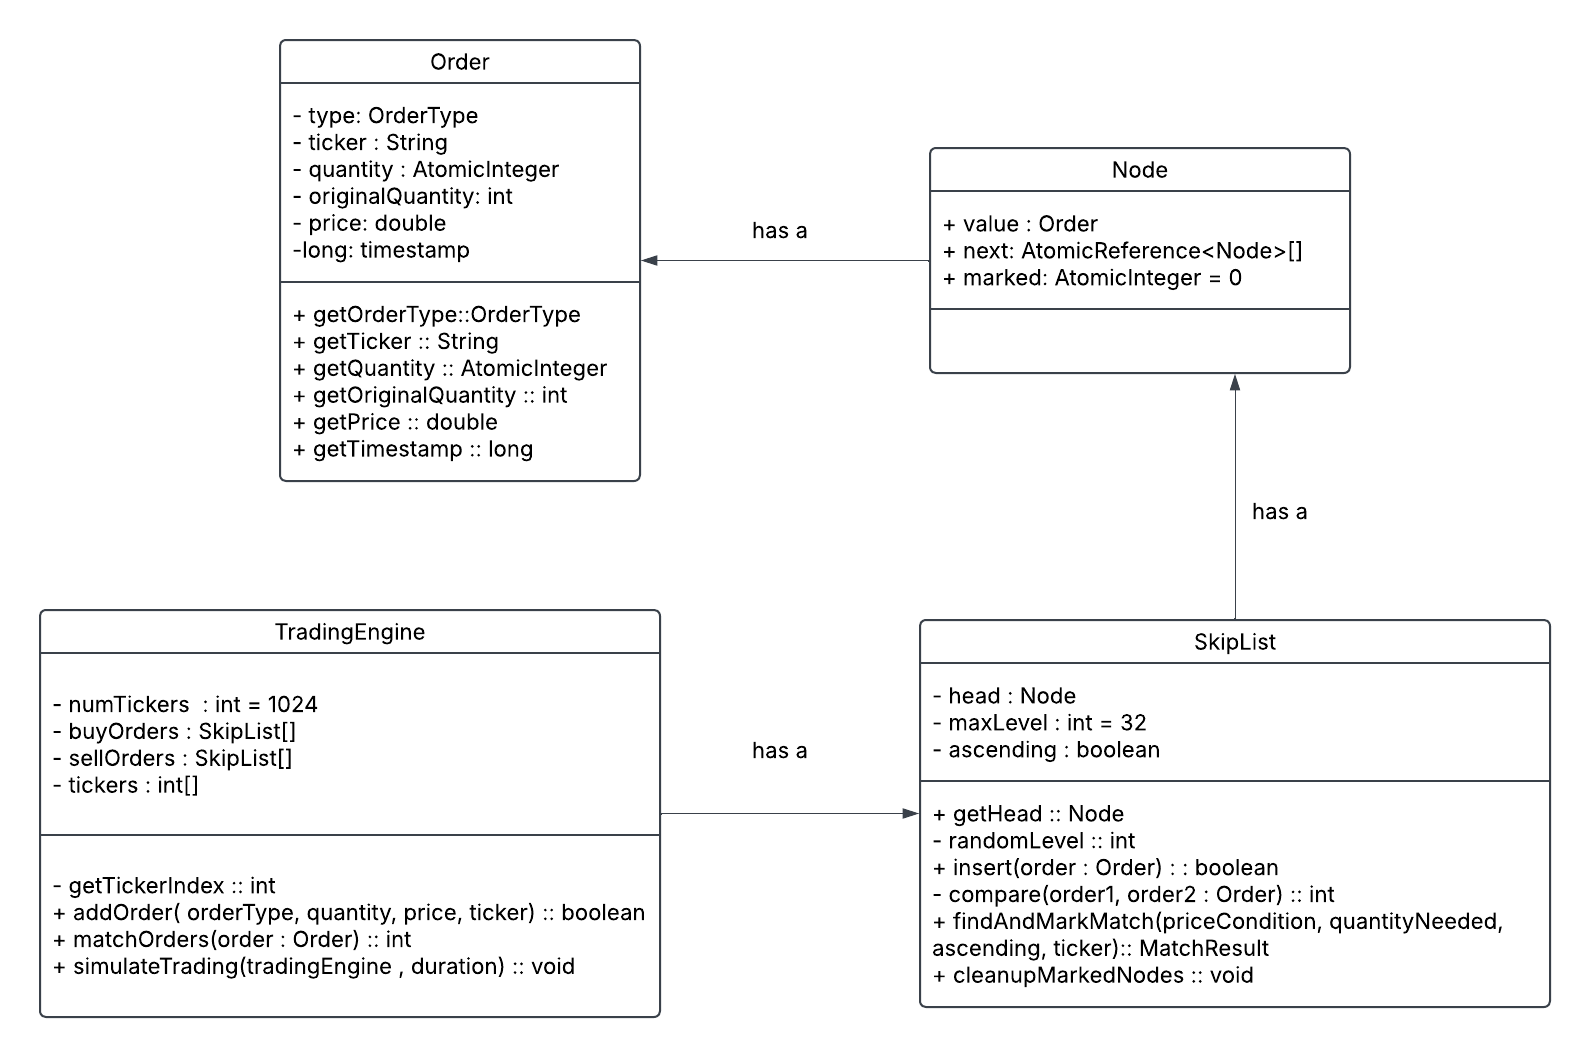 Order
- type: OrderType
- ticker : String
- quantity : AtomicInteger
- originalQuantity: int
- price: double
-long: timestamp
+ getOrderType::OrderType
+ getTicker :: String
+ getQuantity :: AtomicInteger
+ getOriginalQuantity :: int
+ getPrice :: double
+ getTimestamp :: long
has a
Node
+ value : Order
+ next: AtomicReference<Node>[]
+ marked: AtomicInteger = 0
has a
TradingEngine
- numTickers  : int = 1024
- buyOrders : SkipList[]
- sellOrders : SkipList[]
- tickers : int[]
- getTickerIndex :: int
+ addOrder( orderType, quantity, price, ticker) :: boolean
+ matchOrders(order : Order) :: int
+ simulateTrading(tradingEngine , duration) :: void
has a
SkipList
- head : Node
- maxLevel : int = 32
- ascending : boolean
+ getHead :: Node
- randomLevel :: int
+ insert(order : Order) : : boolean
- compare(order1, order2 : Order) :: int
+ findAndMarkMatch(priceCondition, quantityNeeded,
ascending, ticker):: MatchResult
+ cleanupMarkedNodes :: void